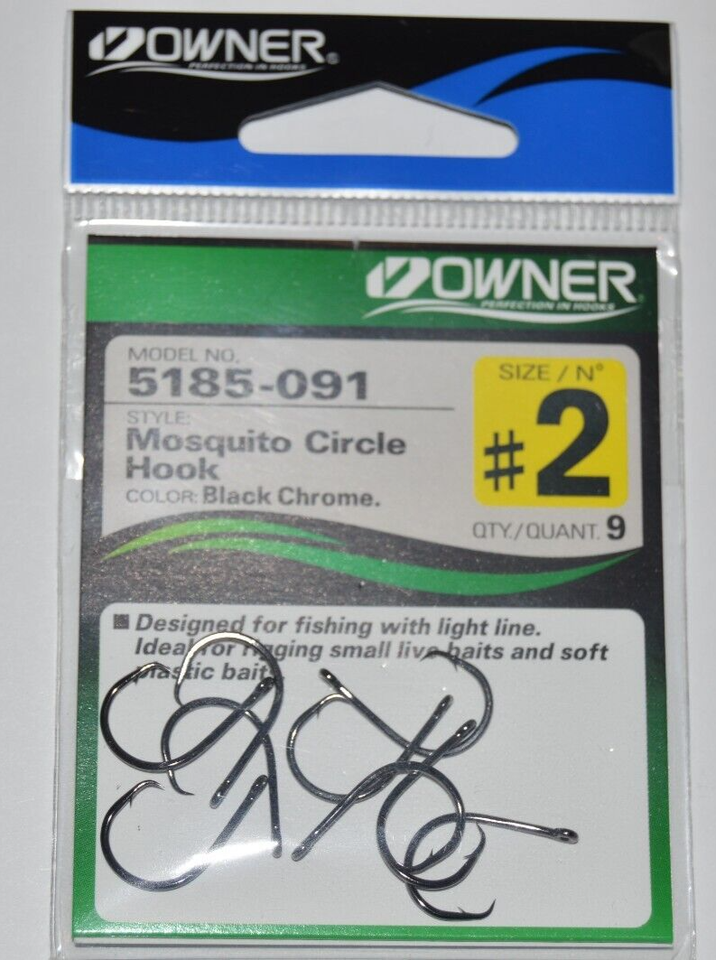 OWNER®
PERFECTION IN HOOKS
OWNER
PERFECTION IN HOOKS
MODEL NO.
5185-091
STYLE:
Mosquito Circle
Hook
COLOR: Black Chrome.
SIZE / N°
#2
QTY./QUANT. 9
Designed for fishing with light line.
Ideal for rigging small live baits and soft
plastic baits.